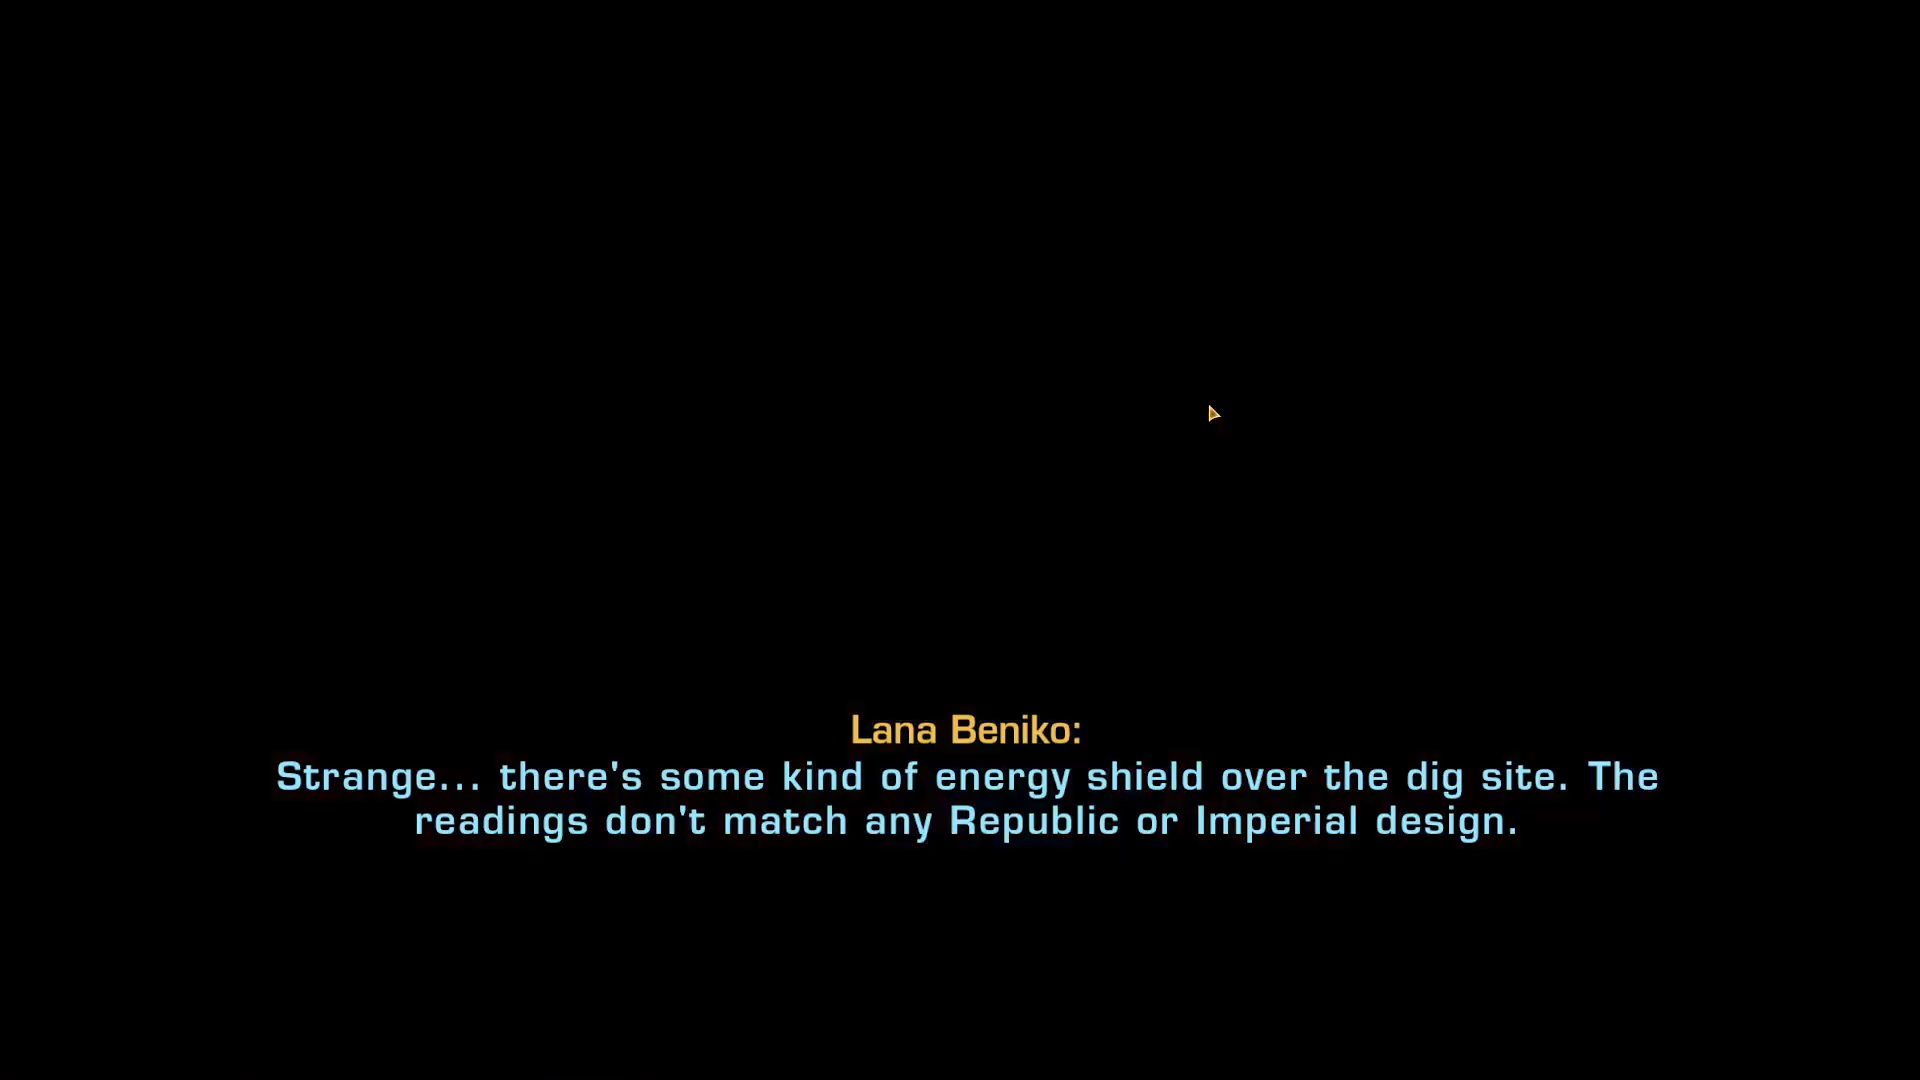 Lana Beniko:
Strange... there's some kind of energy shield over the dig site. The
readings don't match any Republic or Imperial design.